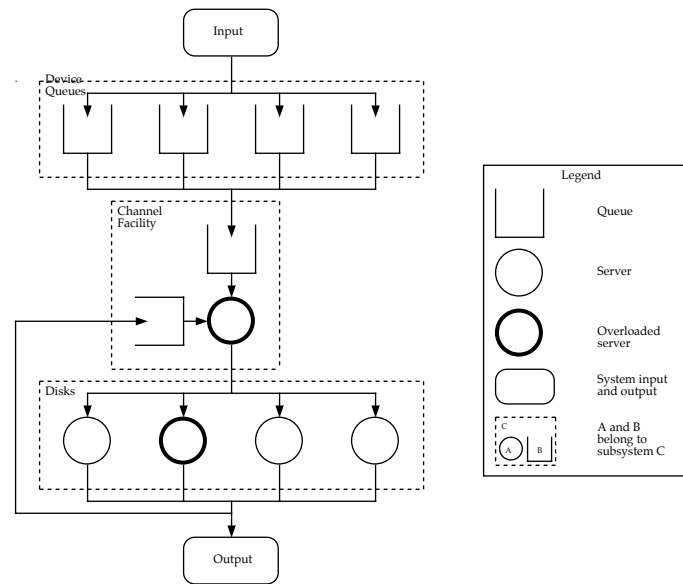 Input
Device
Queues
Channel
Facility
Disks
Output
Legend
Queue
Server
Overloaded
server
System input
and output
C
A
B
A and B
belong to
subsystem C